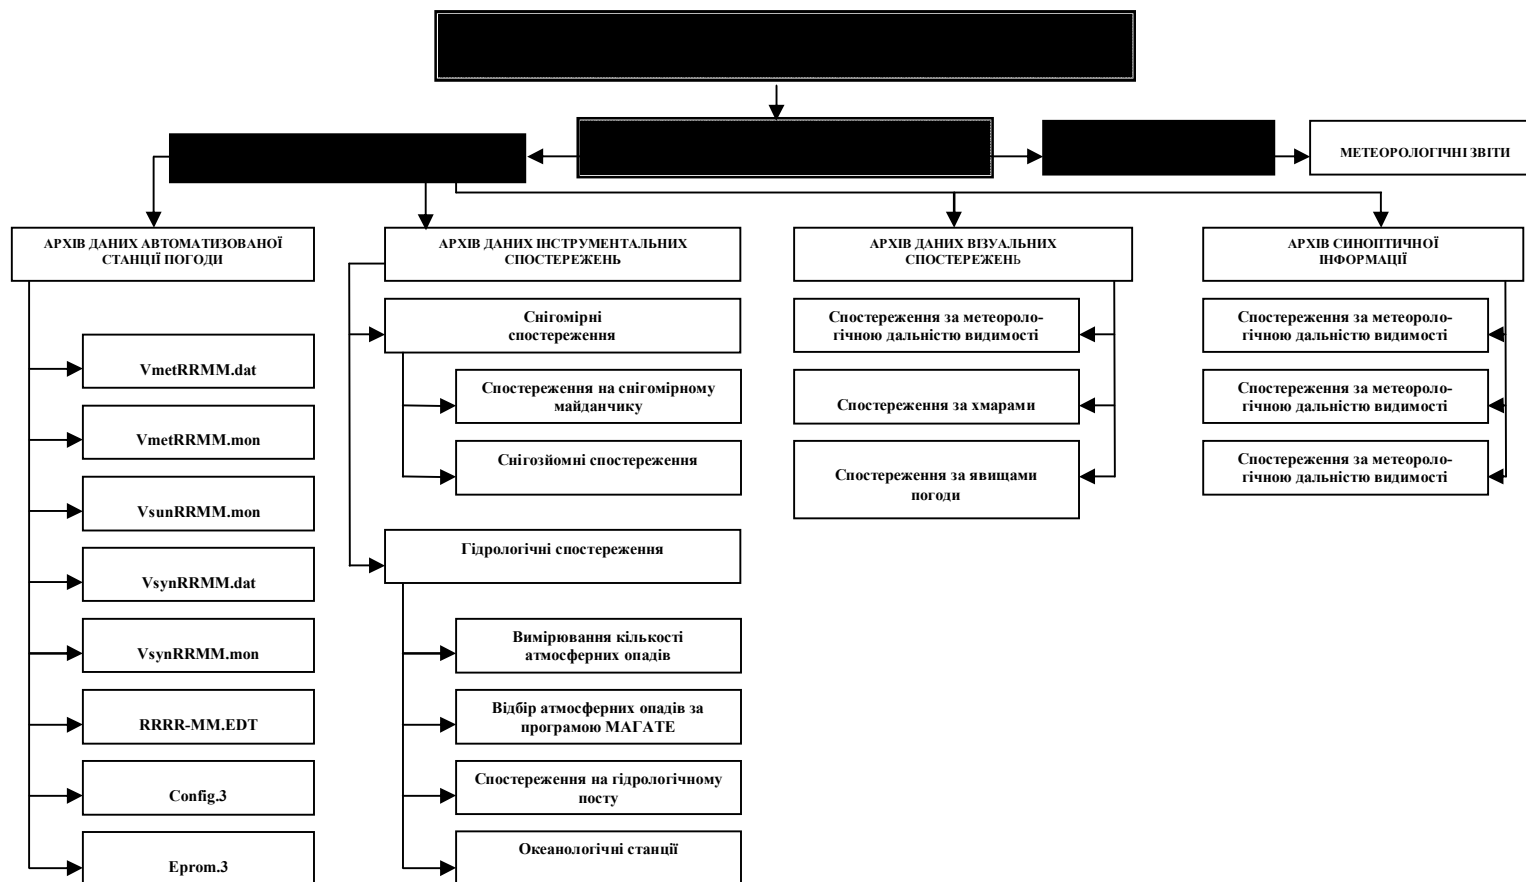 МЕТЕОРОЛОГІЧНІ ЗВІТИ
АРХІВ ДАНИХ АВТОМАТИЗОВАНОЇ
СТАНЦІЇ ПОГОДИ
VmetRRMM.dat
VmetRRMM.mon
VsunRRMM.mon
VsynRRMM.dat
VsynRRMM.mon
RRRR-MM.EDT
Config.3
Eprom.3
АРХІВ ДАНИХ ІНСТРУМЕНТАЛЬНИХ
СПОСТЕРЕЖЕНЬ
Снігомірні
спостереження
Спостереження на снігомірному
майданчику
Снігозйомні спостереження
Гідрологічні спостереження
Вимірювання кількості
атмосферних опадів
Відбір атмосферних опадів за
програмою МАГАТЕ
Спостереження на гідрологічному
посту
Океанологічні станції
АРХІВ ДАНИХ ВІЗУАЛЬНИХ
СПОСТЕРЕЖЕНЬ
Спостереження за метеороло-
гічною дальністю видимості
Спостереження за хмарами
Спостереження за явищами
погоди
АРХІВ СИНОПТИЧНОЇ
ІНФОРМАЦІЇ
Спостереження за метеороло-
гічною дальністю видимості
Спостереження за метеороло-
гічною дальністю видимості
Спостереження за метеороло-
гічною дальністю видимості